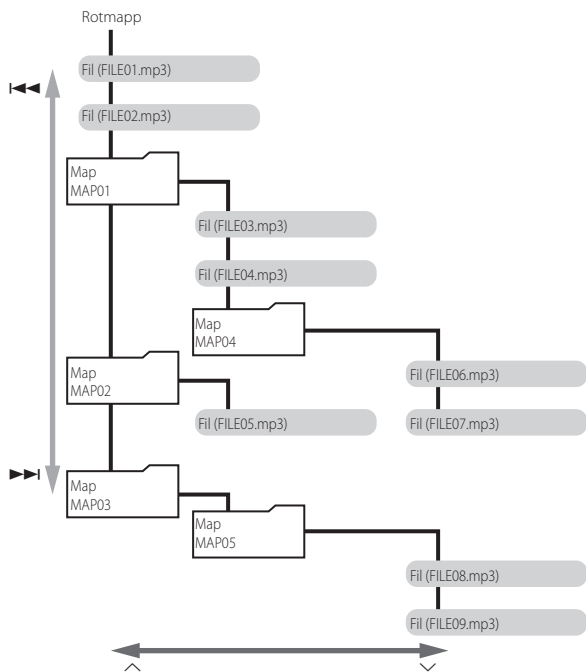 Rotmapp
Fil (FILE01.mp3)
Fil (FILE02.mp3)
Map
MAP01
Fil (FILE03.mp3)
Fil (FILE04.mp3)
Map
MAP04
Fil (FILE06.mp3)
Fil (FILE07.mp3)
Map
MAP02
Fil (FILE05.mp3)
Map
MAP03
Map
MAP05
Fil (FILE08.mp3)
Fil (FILE09.mp3)